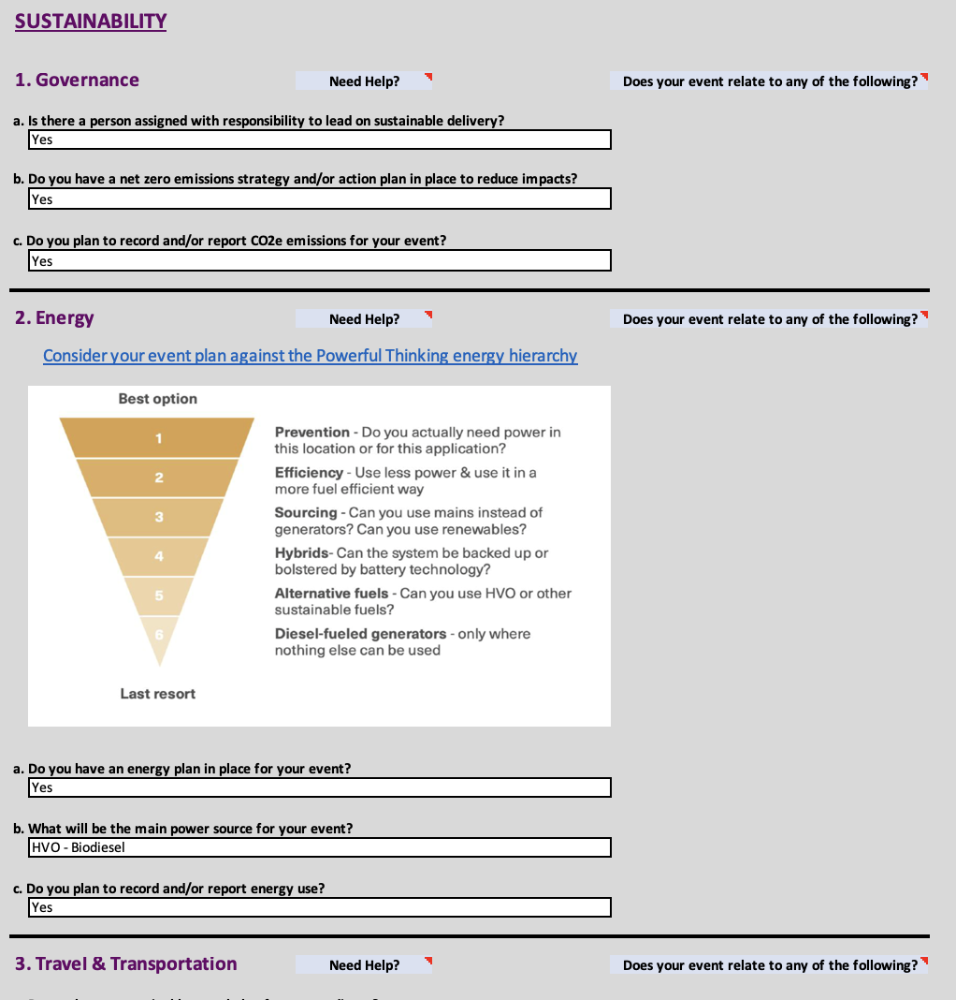 SUSTAINABILITY
1. Governance
Need Help?
Does your event relate to any of the following?
a. Is there a person assigned with responsibility to lead on sustainable delivery?
Yes
b. Do you have a net zero emissions strategy and/or action plan in place to reduce impacts?
Yes
c. Do you plan to record and/or report CO2e emissions for your event?
Yes
2. Energy
Need Help?
Does your event relate to any of the following?
Consider your event plan against the Powerful Thinking energy hierarchy
Best option
1
Prevention - Do you actually need power in
this location or for this application?
2
Efficiency - Use less power & use it in a
more fuel efficient way
3
Sourcing - Can you use mains instead of
generators? Can you use renewables?
4
Hybrids- Can the system be backed up or
bolstered by battery technology?
5
Alternative fuels - Can you use HVO or other
sustainable fuels?
6
Diesel-fueled generators - only where
nothing else can be used
Last resort
a. Do you have an energy plan in place for your event?
Yes
b. What will be the main power source for your event?
HVO - Biodiesel
c. Do you plan to record and/or report energy use?
Yes
3. Travel & Transportation
Need Help?
Does your event relate to any of the following?